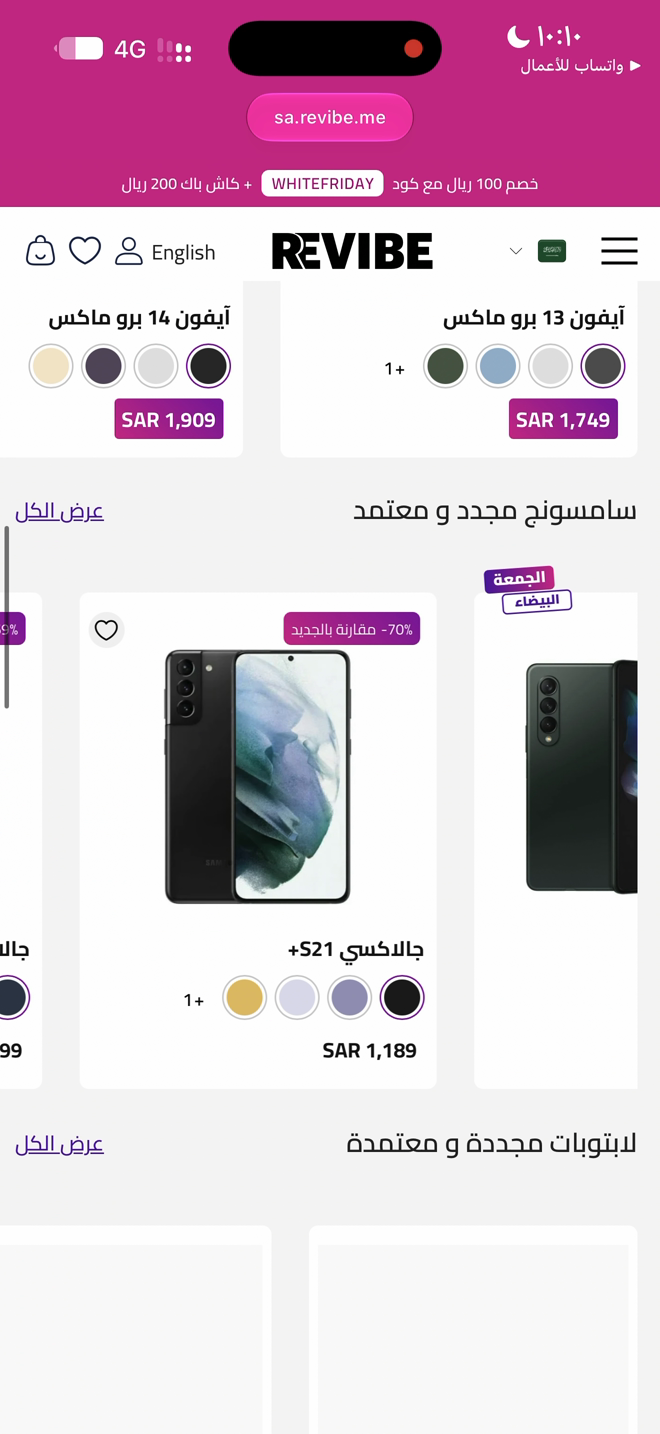 ١٠:١٠
4G
◀ واتساب للأعمال
sa.revibe.me
خصم 100 ريال مع كود WHITEFRIDAY + كاش باك 200 ريال
REVIBE
English
آيفون 13 برو ماكس
آيفون 14 برو ماكس
+1
SAR 1,749
SAR 1,909
سامسونج مجدد و معتمد
عرض الكل
الجمعة
البيضاء
-70% مقارنة بالجديد
جالاكسي S21+
+1
SAR 1,189
99
لابتوبات مجددة و معتمدة
عرض الكل